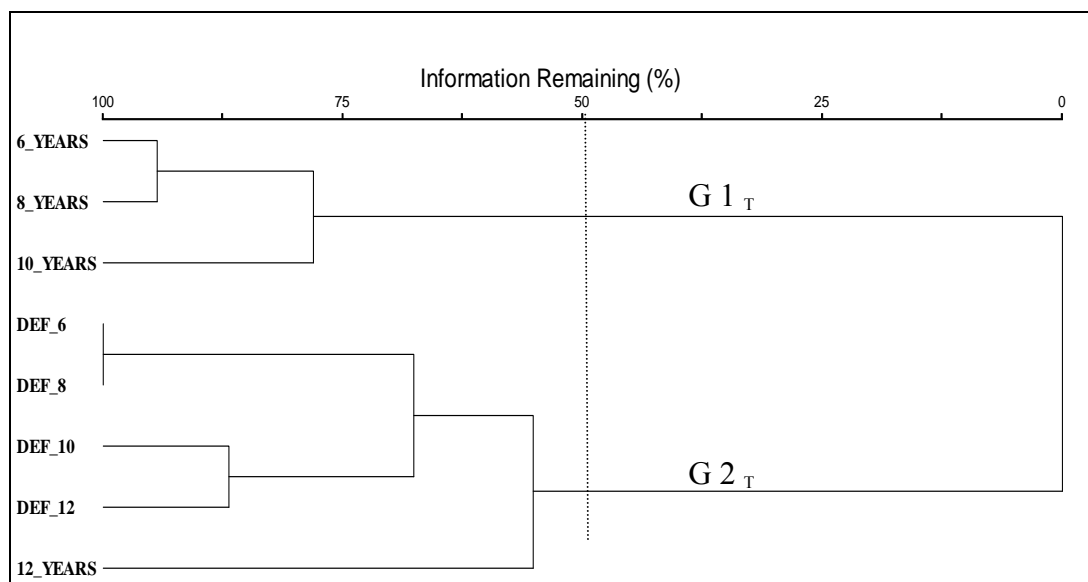 Information Remaining (%)
100 75 50 25 0
6_YEARS
8_YEARS
G 1 T
10_YEARS
DEF_6
DEF_8
DEF_10
G 2 T
DEF_12
12_YEARS